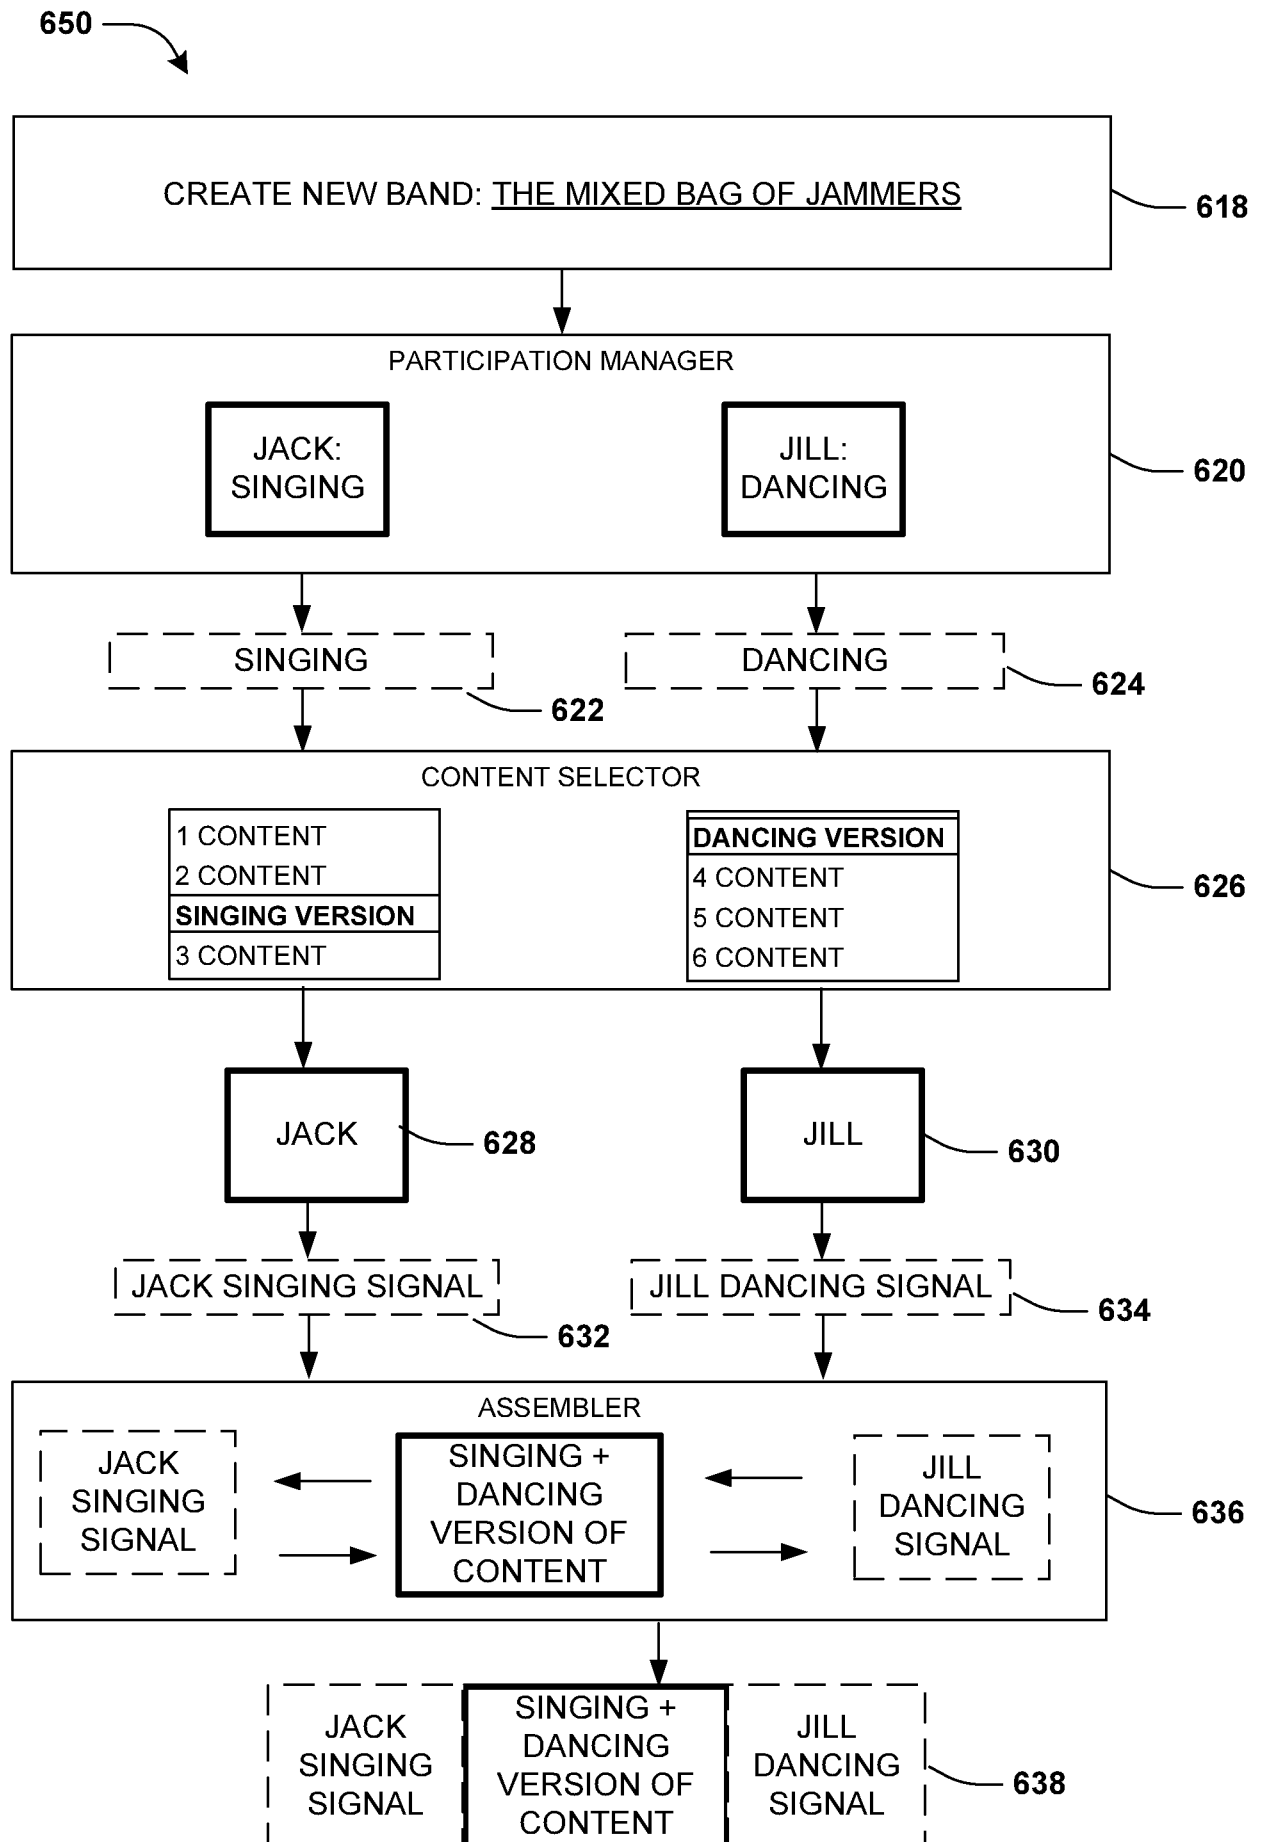 650
CREATE NEW BAND: THE MIXED BAG OF JAMMERS
618
PARTICIPATION MANAGER
JACK:
SINGING
JILL:
DANCING
620
SINGING
622
DANCING
624
CONTENT SELECTOR
1 CONTENT
2 CONTENT
SINGING VERSION
3 CONTENT
DANCING VERSION
4 CONTENT
5 CONTENT
6 CONTENT
626
JACK
628
JILL
630
JACK SINGING SIGNAL
632
JILL DANCING SIGNAL
634
ASSEMBLER
JACK
SINGING
SIGNAL
SINGING +
DANCING
VERSION OF
CONTENT
JILL
DANCING
SIGNAL
636
JACK
SINGING
SIGNAL
SINGING +
DANCING
VERSION OF
CONTENT
JILL
DANCING
SIGNAL
638